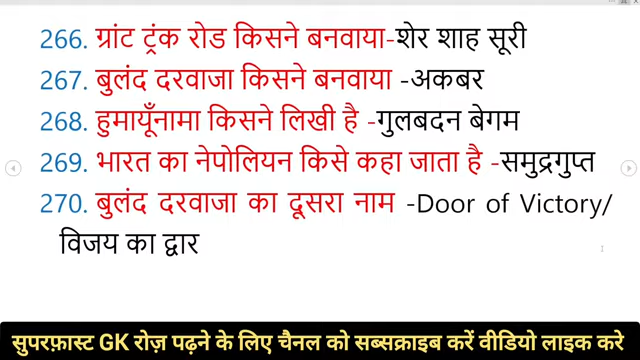 266. ग्रांट ट्रंक रोड किसने बनवाया-शेर शाह सूरी
267. बुलंद दरवाजा किसने बनवाया -अकबर
268. हुमायूँनामा किसने लिखी है -गुलबदन बेगम
269. भारत का नेपोलियन किसे कहा जाता है -समुद्रगुप्त
270. बुलंद दरवाजा का दूसरा नाम -Door of Victory/
विजय का द्वार
सुपरफ़ास्ट GK रोज़ पढ़ने के लिए चैनल को सब्सक्राइब करें वीडियो लाइक करे